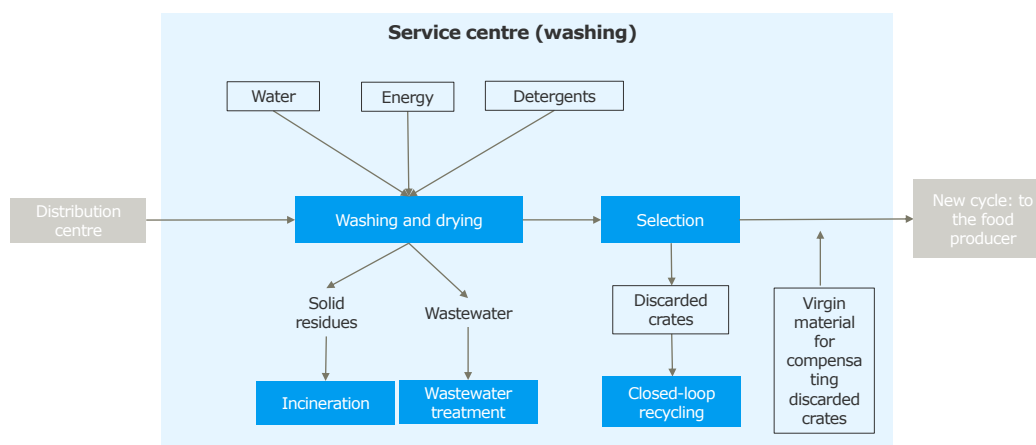 Service centre (washing)
Water
Energy
Detergents
Distribution
centre
Washing and drying
Selection
New cycle: to
the food
producer
Solid
residues
Wastewater
Discarded
crates
Virgin
material
for
compensa
ting
discarded
crates
Incineration
Wastewater
treatment
Closed-loop
recycling